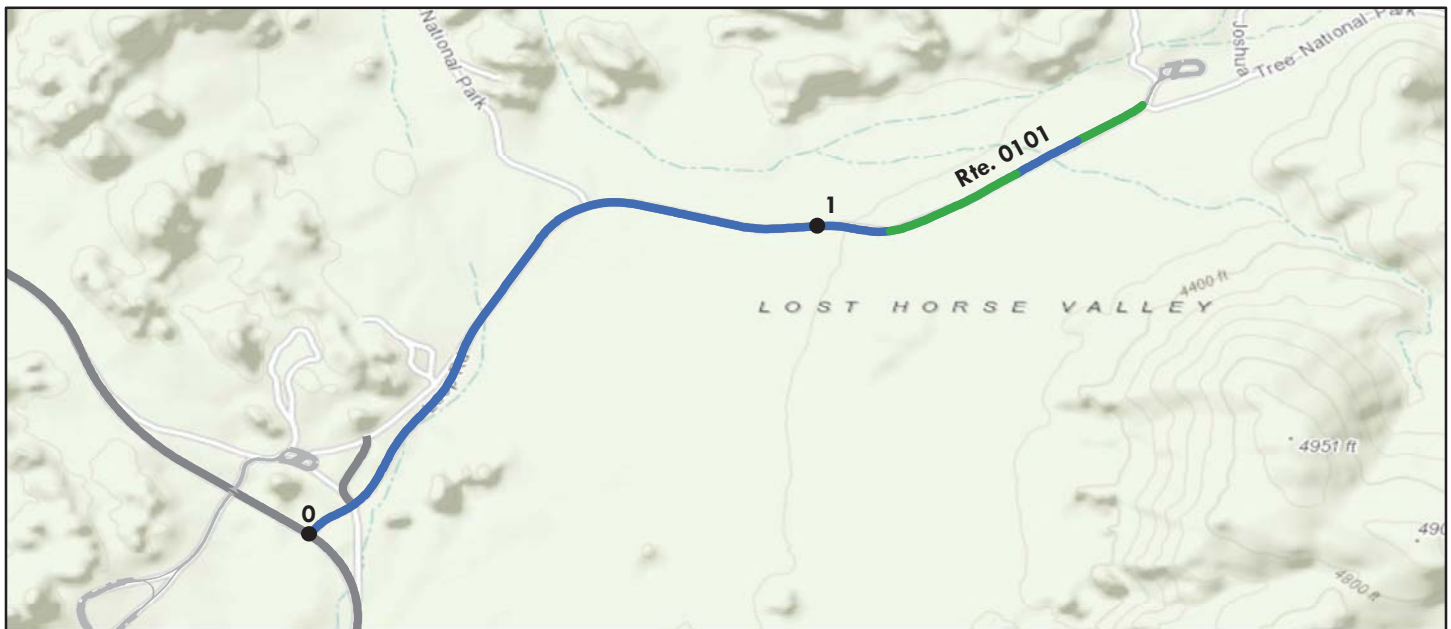 National-Park
Joshua
Tree-National-Park
Rte. 0101
1
4400 ft
LOST HORSE VALLEY
4951 ft
0
490
4800 ft